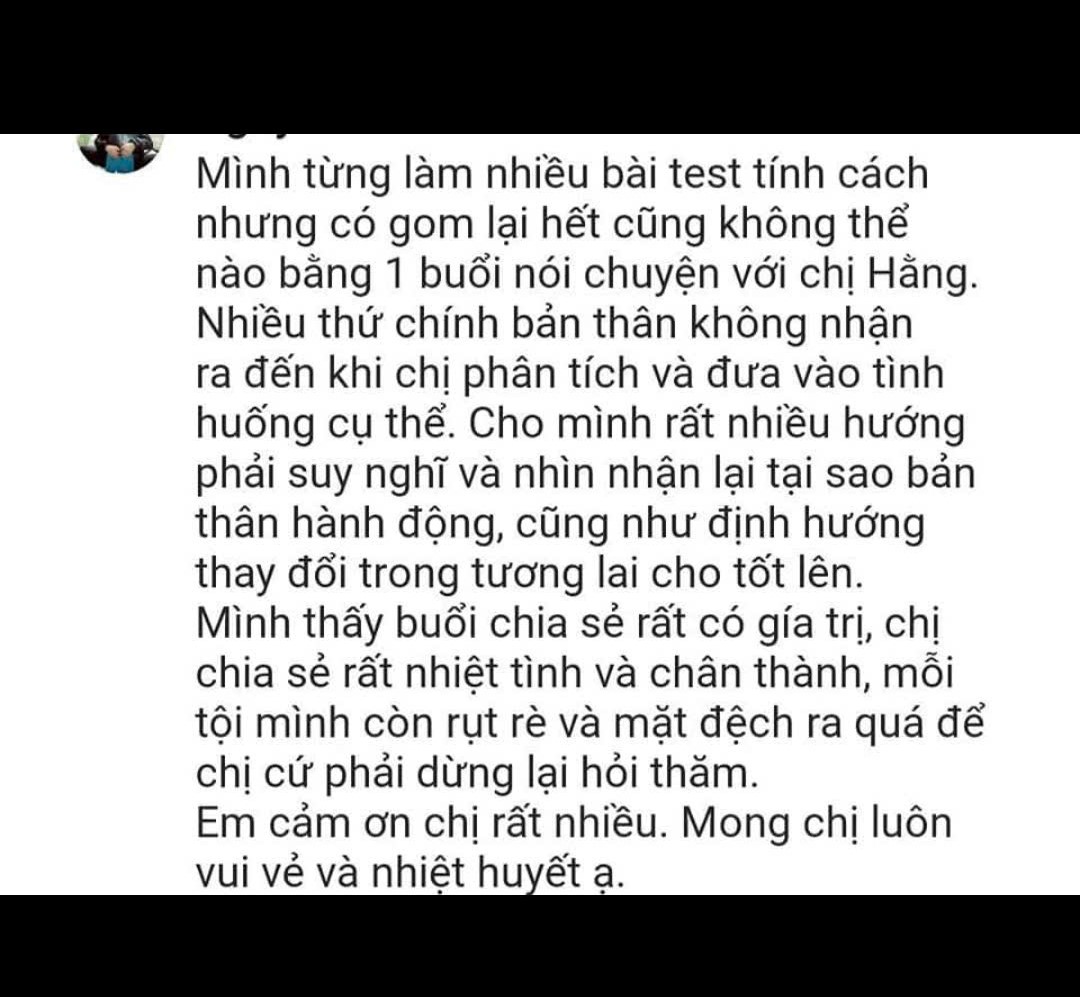 Mình từng làm nhiều bài test tính cách
nhưng có gom lại hết cũng không thể
nào bằng 1 buổi nói chuyện với chị Hằng.
Nhiều thứ chính bản thân không nhận
ra đến khi chị phân tích và đưa vào tình
huống cụ thể. Cho mình rất nhiều hướng
phải suy nghĩ và nhìn nhận lại tại sao bản
thân hành động, cũng như định hướng
thay đổi trong tương lai cho tốt lên.
Mình thấy buổi chia sẻ rất có gía trị, chị
chia sẻ rất nhiệt tình và chân thành, mỗi
tội mình còn rụt rè và mặt đệch ra quá để
chị cứ phải dừng lại hỏi thăm.
Em cảm ơn chị rất nhiều. Mong chị luôn
vui vẻ và nhiệt huyết ạ.